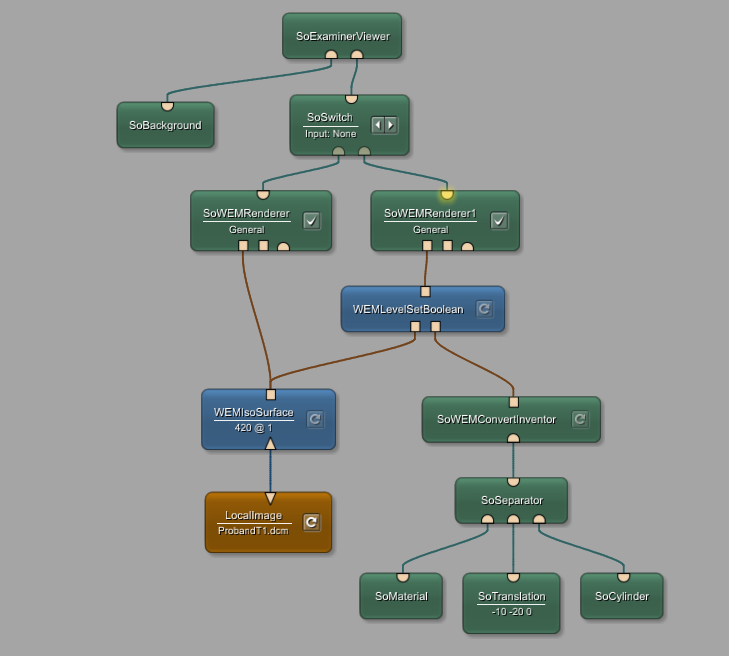 SoExaminerViewer
SoBackground
SoSwitch
Input: None
SoWEMRenderer
General
SoWEMRenderer1
General
WEMLevelSetBoolean
WEMIsoSurface
420 @ 1
SoWEMConvertInventor
LocalImage
ProbandT1.dcm
SoSeparator
SoMaterial
SoTranslation
-10 -20 0
SoCylinder